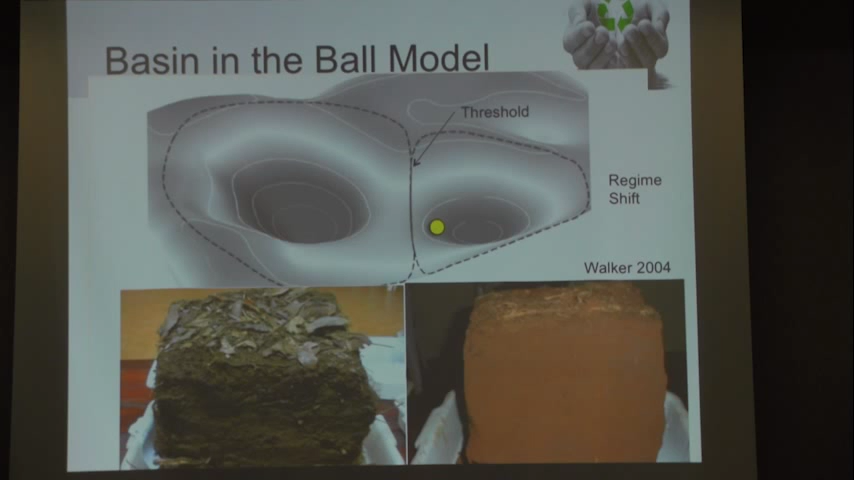 Basin in the Ball Model
Threshold
Regime
Shift
Walker 2004